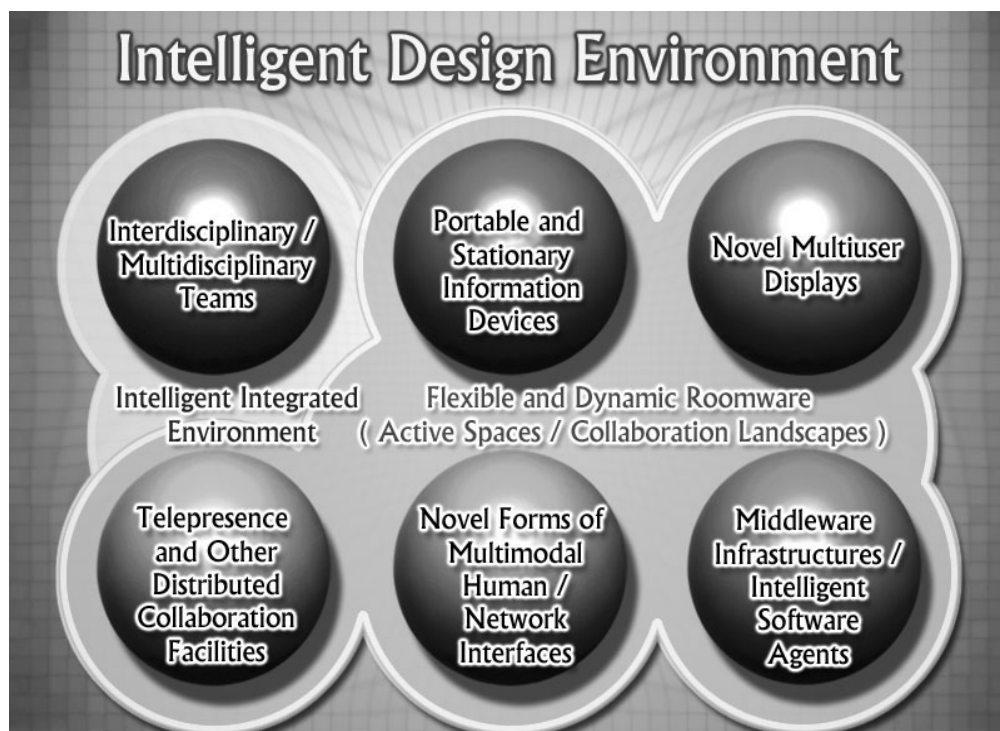 Intelligent Design Environment
Interdisciplinary /
Multidisciplinary
Teams
Portable and
Stationary
Information
Devices
Novel Multiuser
Displays
Intelligent Integrated
Environment
Flexible and Dynamic Roomware
( Active Spaces / Collaboration Landscapes )
Telepresence
and Other
Distributed
Collaboration
Facilities
Novel Forms of
Multimodal
Human /
Network
Interfaces
Middleware
Infrastructures /
Intelligent
Software
Agents